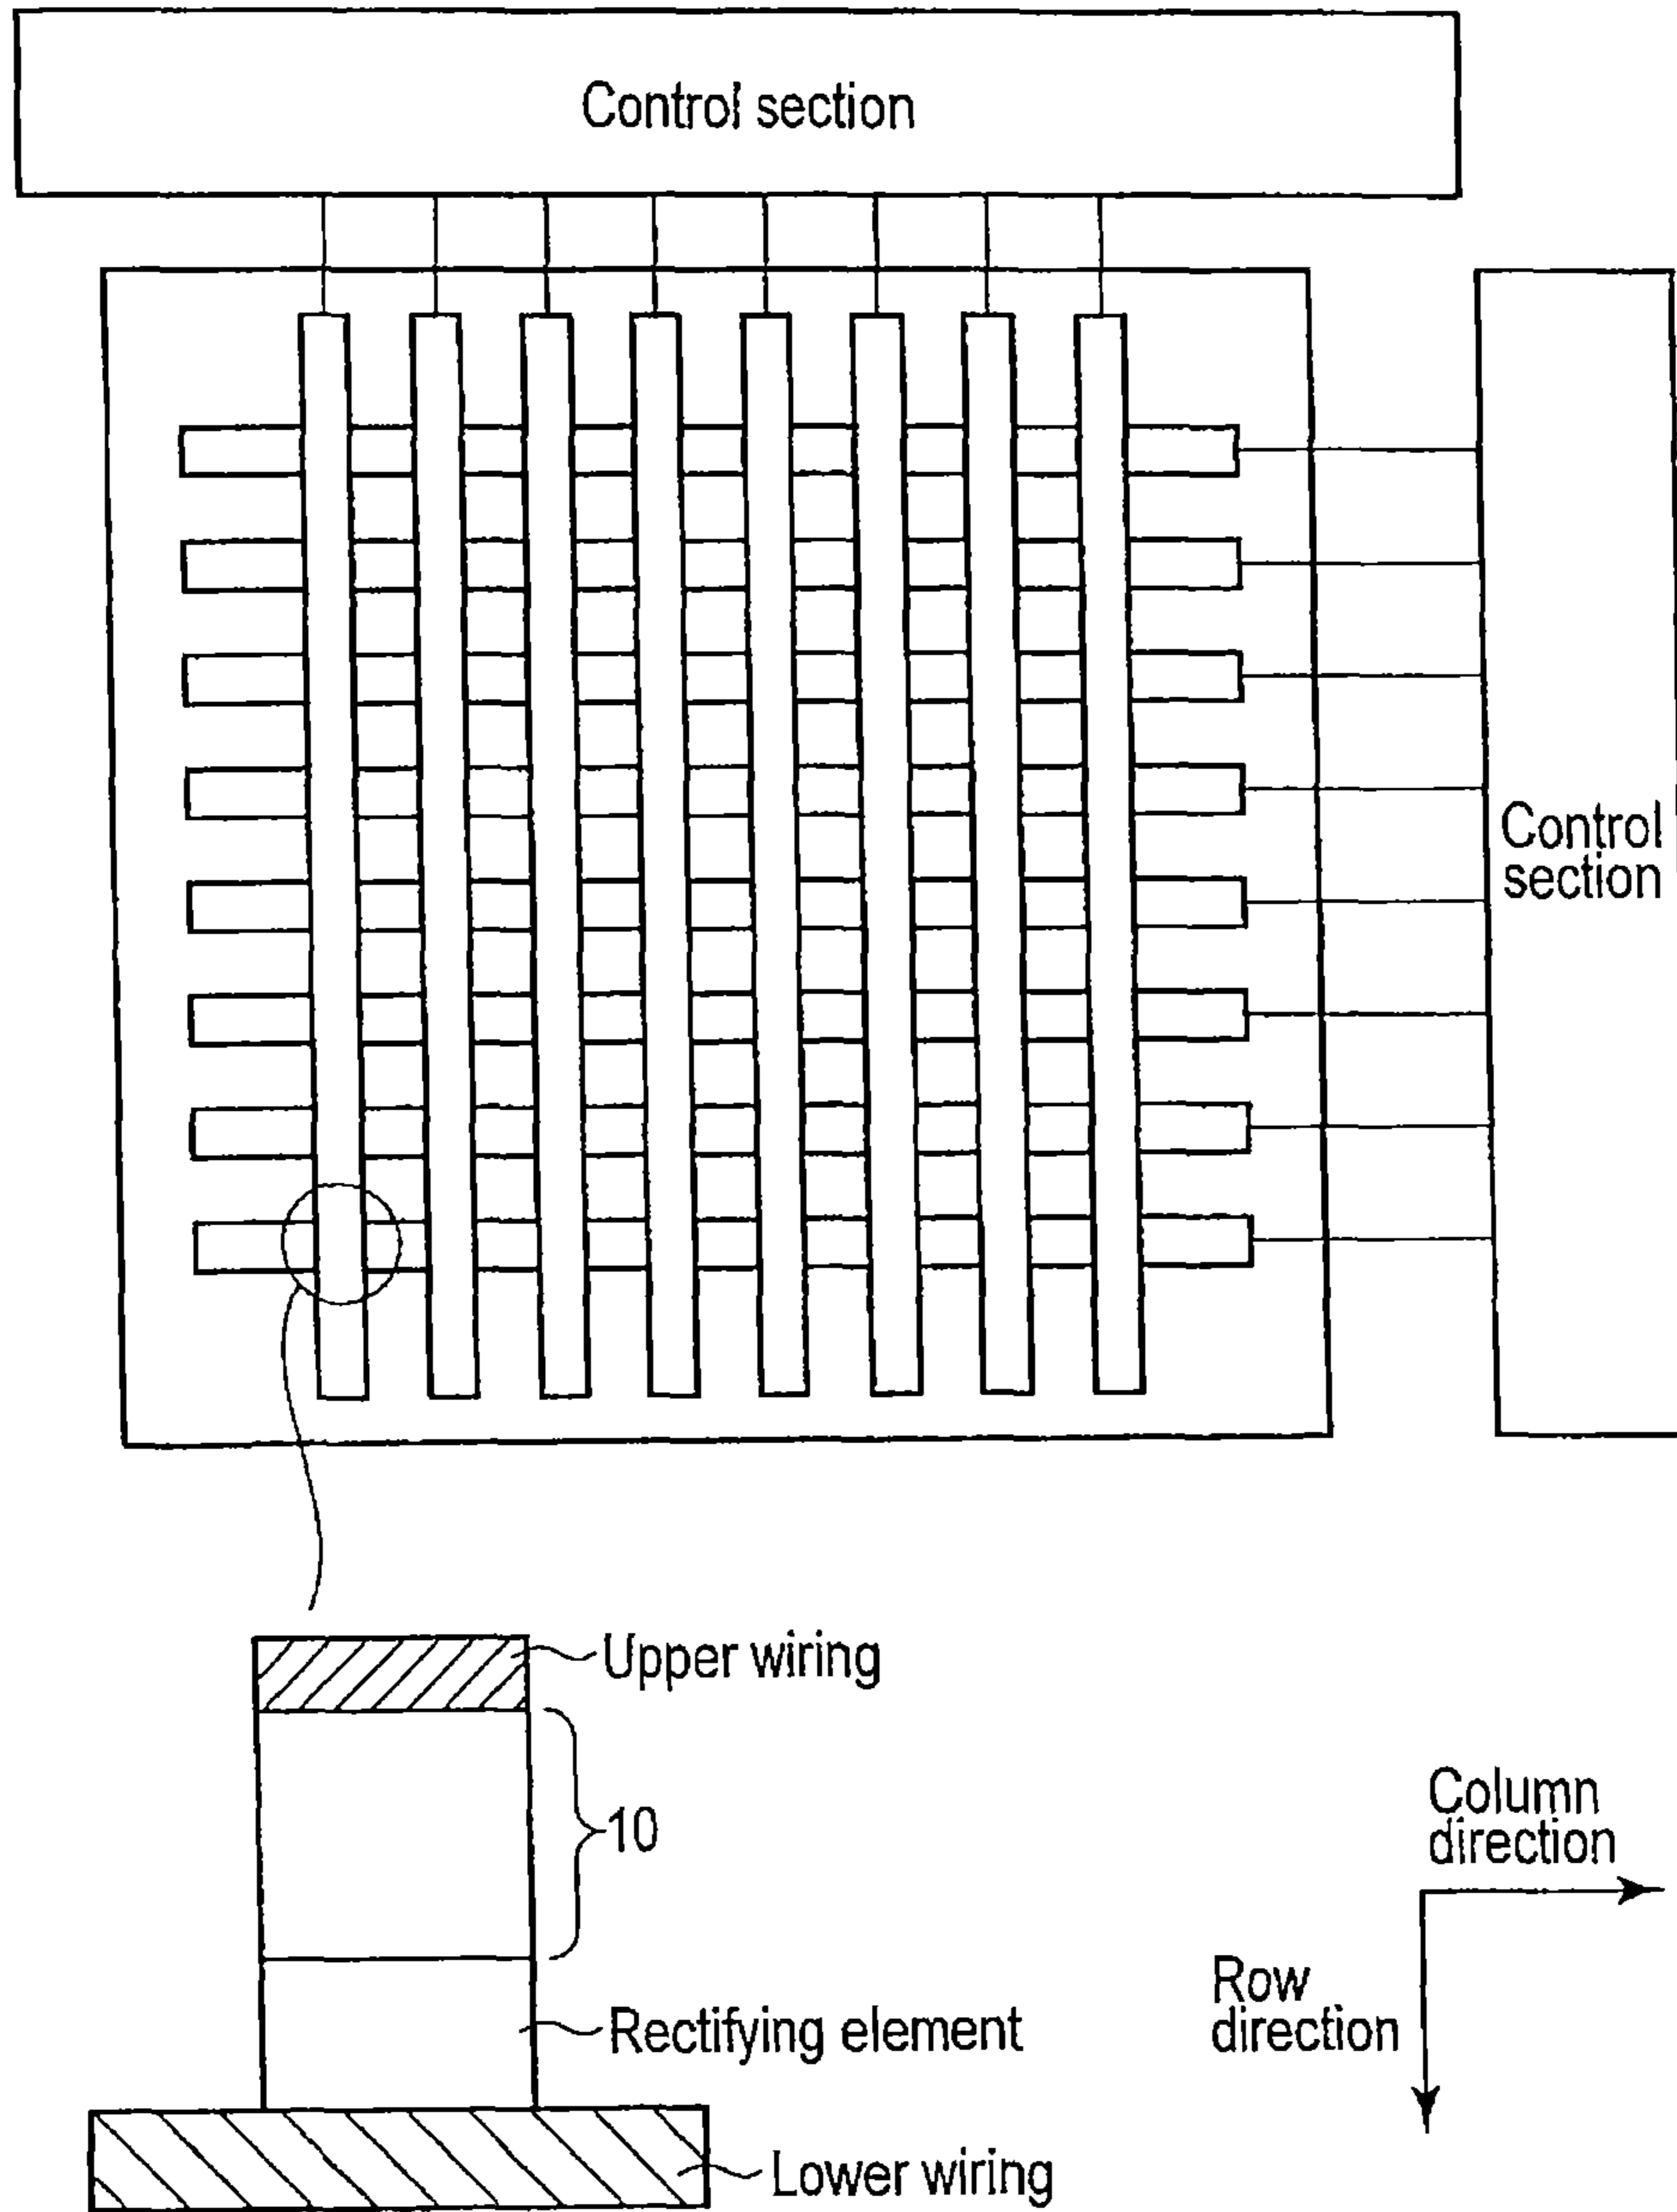 Control section
Control
section
Upper wiring
10
Column
direction
Row
direction
Rectifying element
Lower wiring